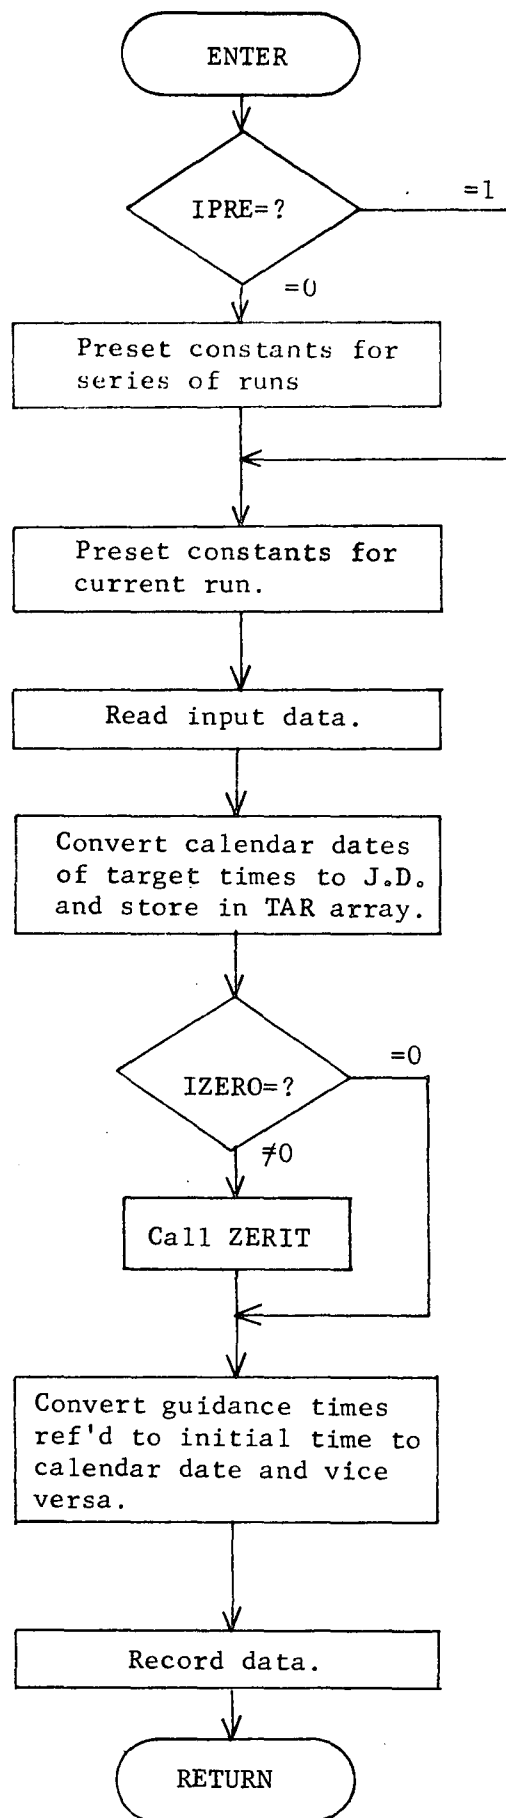 ENTER
IPRE=?
=1
=0
Preset constants for
series of runs
Preset constants for
current run.
Read input data.
Convert calendar dates
of target times to J.D.
and store in TAR array.
IZERO=?
=0
≠0
Call ZERIT
Convert guidance times
ref'd to initial time to
calendar date and vice
versa.
Record data.
RETURN